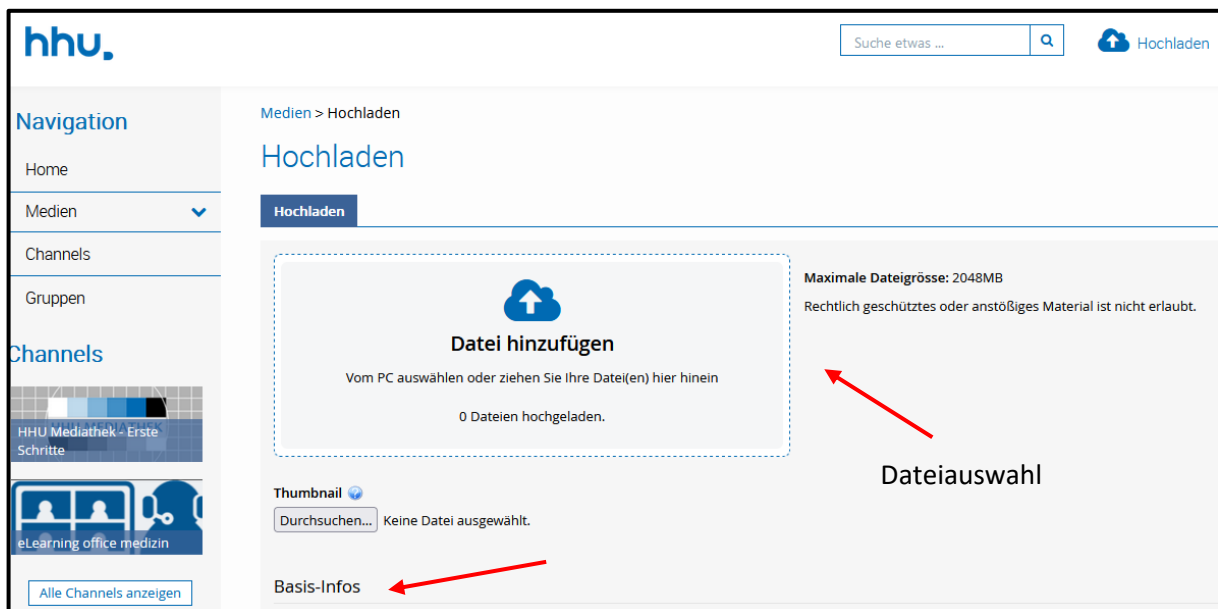 hhu.
Suche etwas ...
Hochladen
Navigation
Home
Medien
Channels
Gruppen
Channels
HHU MEDIATHEK
HHU Mediathek - Erste
Schritte
eLearning office medizin
Alle Channels anzeigen
Medien > Hochladen
Hochladen
Hochladen
Datei hinzufügen
Vom PC auswählen oder ziehen Sie Ihre Datei(en) hier hinein
0 Dateien hochgeladen.
Maximale Dateigrösse: 2048MB
Rechtlich geschütztes oder anstößiges Material ist nicht erlaubt.
Dateiauswahl
Thumbnail
Durchsuchen... Keine Datei ausgewählt.
Basis-Infos